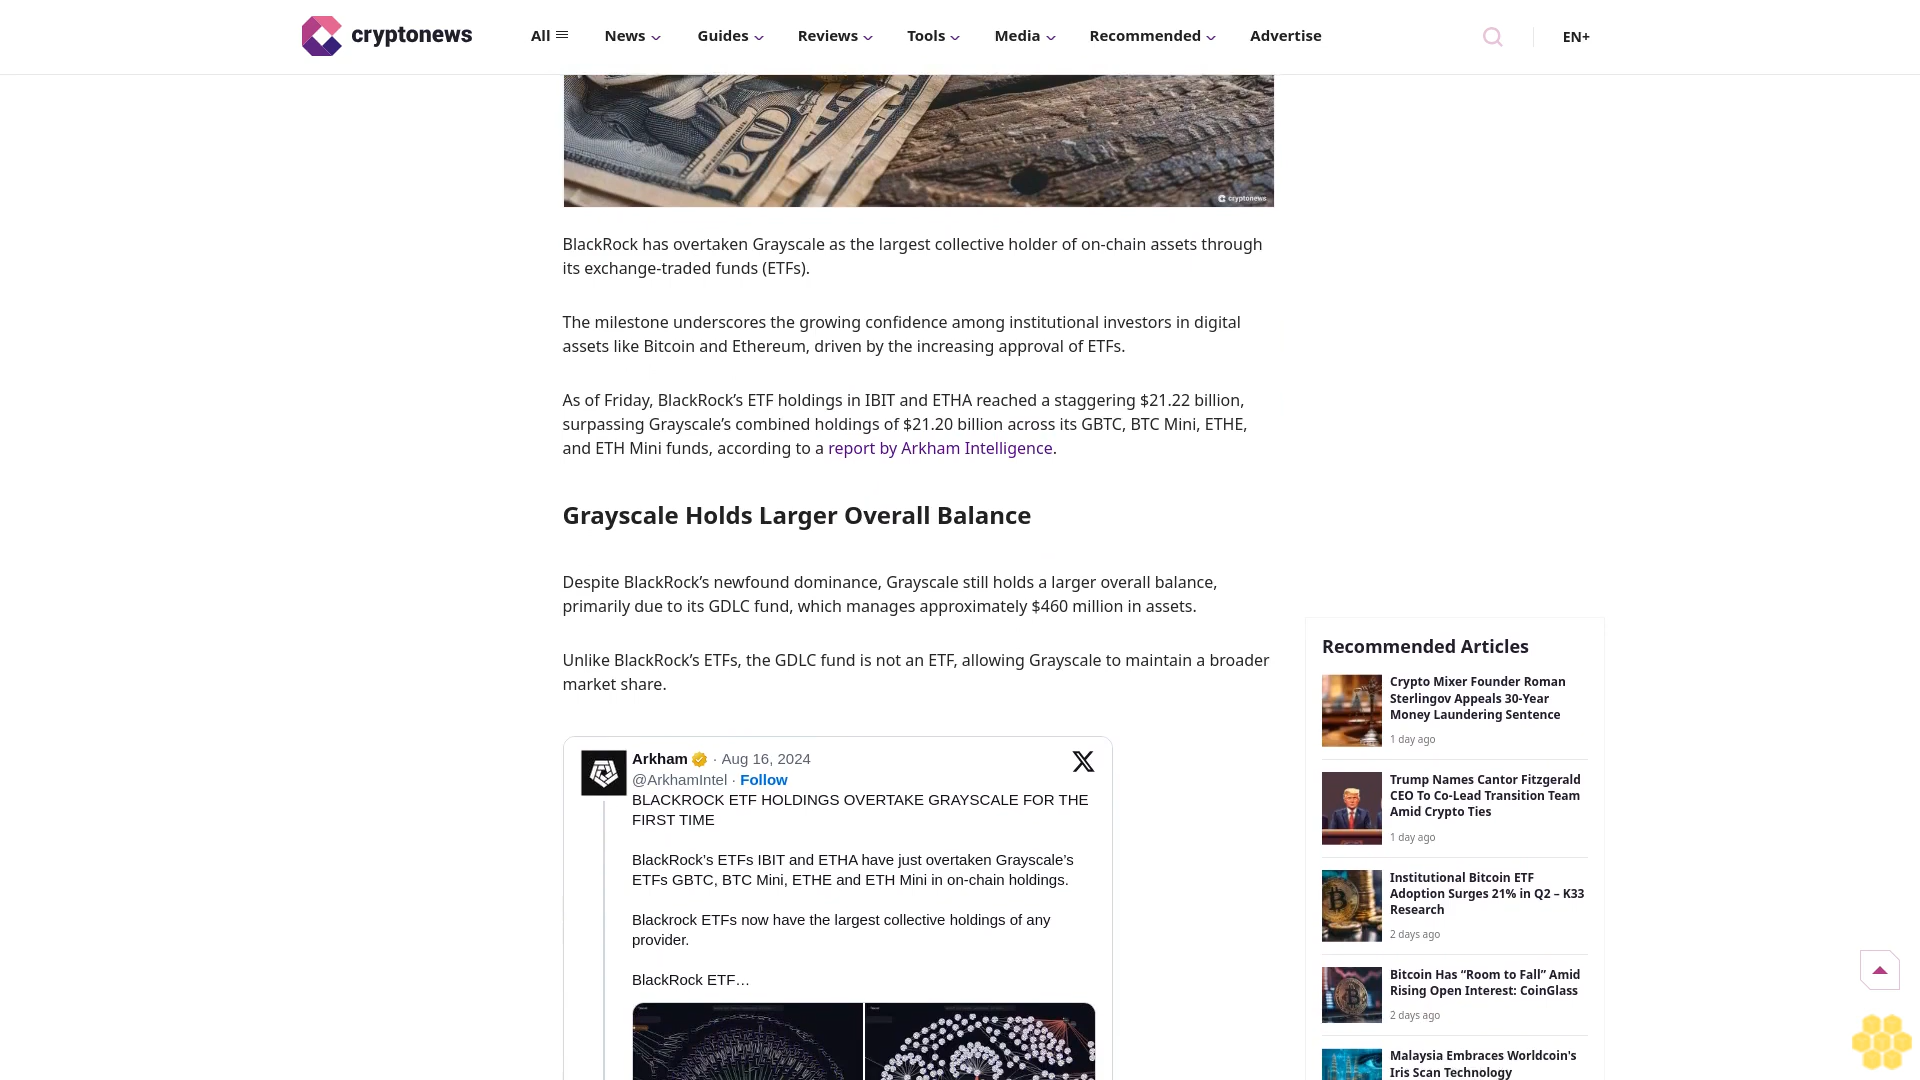 cryptonews
All
News
Guides
Reviews
Tools
Media
Recommended
Advertise
EN+
cryptonews
BlackRock has overtaken Grayscale as the largest collective holder of on-chain assets through
its exchange-traded funds (ETFs).
The milestone underscores the growing confidence among institutional investors in digital
assets like Bitcoin and Ethereum, driven by the increasing approval of ETFs.
As of Friday, BlackRock’s ETF holdings in IBIT and ETHA reached a staggering $21.22 billion,
surpassing Grayscale’s combined holdings of $21.20 billion across its GBTC, BTC Mini, ETHE,
and ETH Mini funds, according to a report by Arkham Intelligence.
Grayscale Holds Larger Overall Balance
Despite BlackRock’s newfound dominance, Grayscale still holds a larger overall balance,
primarily due to its GDLC fund, which manages approximately $460 million in assets.
Unlike BlackRock’s ETFs, the GDLC fund is not an ETF, allowing Grayscale to maintain a broader
market share.
Arkham · Aug 16, 2024
@ArkhamIntel · Follow
BLACKROCK ETF HOLDINGS OVERTAKE GRAYSCALE FOR THE
FIRST TIME
BlackRock’s ETFs IBIT and ETHA have just overtaken Grayscale’s
ETFs GBTC, BTC Mini, ETHE and ETH Mini in on-chain holdings.
Blackrock ETFs now have the largest collective holdings of any
provider.
BlackRock ETF…
Recommended Articles
Crypto Mixer Founder Roman
Sterlingov Appeals 30-Year
Money Laundering Sentence
1 day ago
Trump Names Cantor Fitzgerald
CEO To Co-Lead Transition Team
Amid Crypto Ties
1 day ago
Institutional Bitcoin ETF
Adoption Surges 21% in Q2 – K33
Research
2 days ago
Bitcoin Has “Room to Fall” Amid
Rising Open Interest: CoinGlass
2 days ago
Malaysia Embraces Worldcoin's
Iris Scan Technology